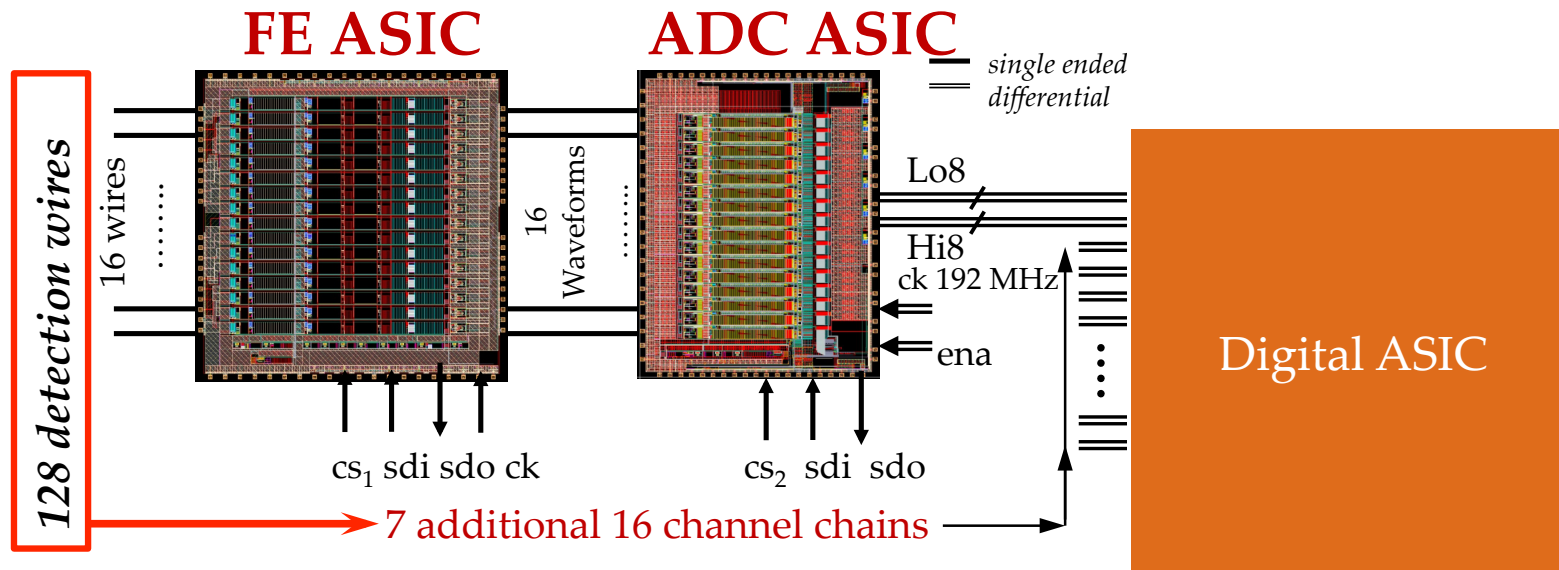 FE ASIC
ADC ASIC
single ended
differential
128 detection wires
16 wires
.........
16
Waveforms
.........
Lo8
Hi8
ck 192 MHz
ena
Digital ASIC
cs₁ sdi sdo ck
cs₂ sdi sdo
7 additional 16 channel chains